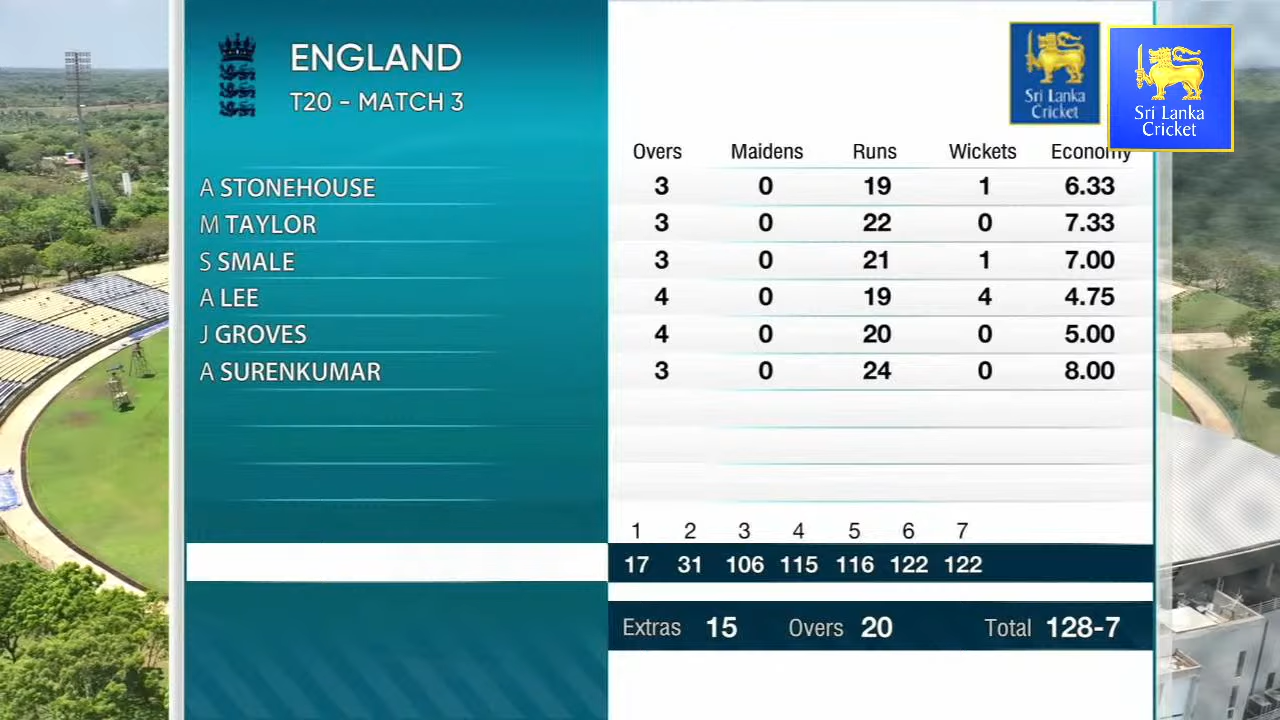 ENGLAND
T20 - MATCH 3
Sri Lanka
Cricket
Sri Lanka
Cricket
Overs Maidens Runs Wickets Economy
A STONEHOUSE 3 0 19 1 6.33
M TAYLOR 3 0 22 0 7.33
S SMALE 3 0 21 1 7.00
A LEE 4 0 19 4 4.75
J GROVES 4 0 20 0 5.00
A SURENKUMAR 3 0 24 0 8.00
1 2 3 4 5 6 7
17 31 106 115 116 122 122
Extras 15 Overs 20 Total 128-7